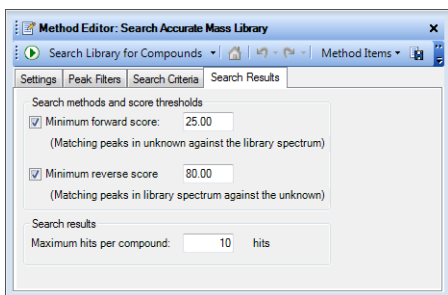 Method Editor: Search Accurate Mass Library
Search Library for Compounds Method Items
Settings Peak Filters Search Criteria Search Results
Search methods and score thresholds
Minimum forward score: 25.00
(Matching peaks in unknown against the library spectrum)
Minimum reverse score 80.00
(Matching peaks in library spectrum against the unknown)
Search results
Maximum hits per compound: 10 hits